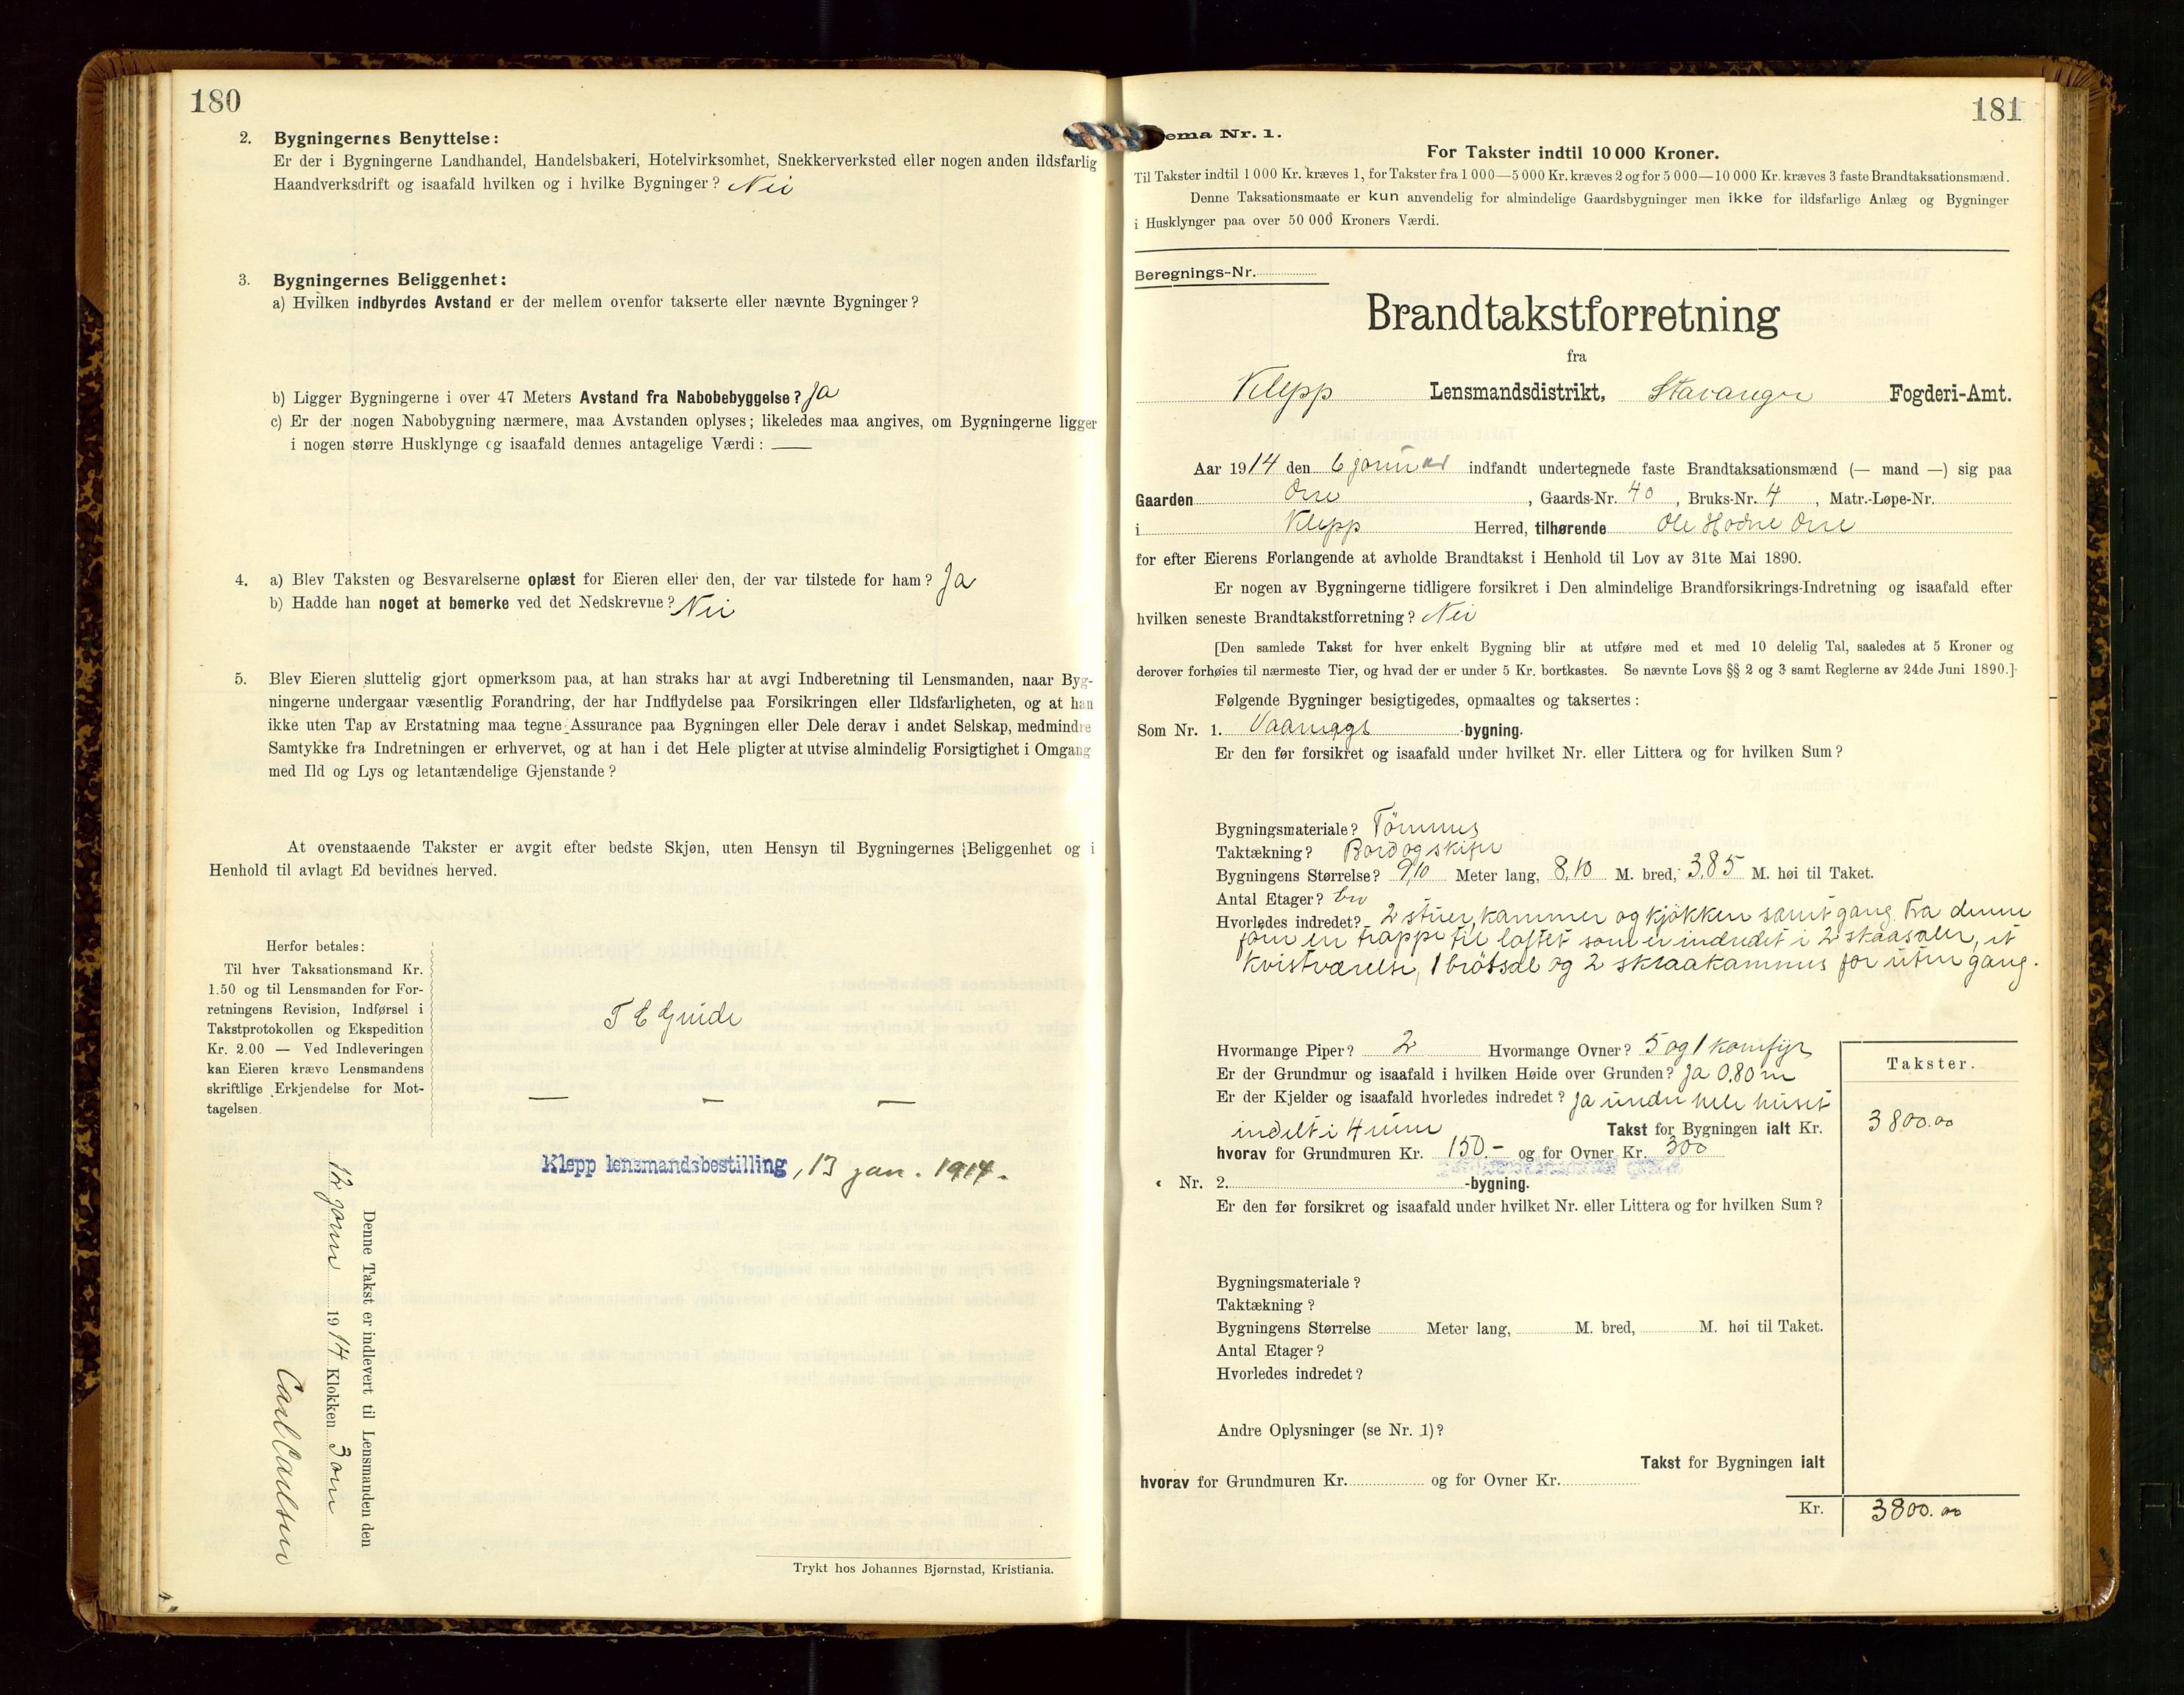 180
2. Bygningernes Benyttelse:
Er der i Bygningerne Landhandel, Handelsbakeri, Hotelvirksomhet, Snekkerverksted eller nogen anden ildsfarlig
Haandverksdrift og isaafald hvilken og i hvilke Bygninger? Nei
3. Bygningernes Beliggenhet:
a) Hvilken indbyrdes Avstand er der mellem ovenfor takserte eller nævnte Bygninger?
b) Ligger Bygningerne i over 47 Meters Avstand fra Nabobebyggelse? Ja
c) Er der nogen Nabobygning nærmere, maa Avstanden oplyses; likeledes maa angives, om Bygningerne ligger
i nogen større Husklynge og isaafald dennes antagelige Værdi: —
4. a) Blev Taksten og Besvarelserne oplæst for Eieren eller den, der var tilstede for ham? Ja
b) Hadde han noget at bemerke ved det Nedskrevne? Nei
5. Blev Eieren sluttelig gjort opmerksom paa, at han straks har at avgi Indberetning til Lensmanden, naar Byg-
ningerne undergaar væsentlig Forandring, der har Indflydelse paa Forsikringen eller Ildsfarligheten, og at han
ikke uten Tap av Erstatning maa tegne Assurance paa Bygningen eller Dele derav i andet Selskap, medmindre
Samtykke fra Indretningen er erhvervet, og at han i det Hele pligter at utvise almindelig Forsigtighet i Omgang
med Ild og Lys og letantændelige Gjenstande?
At ovenstaaende Takster er avgit efter bedste Skjøn, uten Hensyn til Bygningernes Beliggenhet og i
Henhold til avlagt Ed bevidnes herved.
Herfor betales:
Til hver Taksationsmand Kr.
1.50 og til Lensmanden for For-
retningens Revision, Indførsel i
Takstprotokollen og Ekspedition
Kr. 2.00 — Ved Indleveringen
kan Eieren kræve Lensmandens
skriftlige Erkjendelse for Mot-
tagelsen.
T E Gruide
— — —
Klepp lensmandsbestilling, 13 jan. 1914.
Denne Takst er indlevert til Lensmanden den
12 jann 1914 Klokken 3 em
Carl Carlsen
Trykt hos Johannes Bjørnstad, Kristiania.
181
ema Nr. 1.
For Takster indtil 10 000 Kroner.
Til Takster indtil 1 000 Kr. kræves 1, for Takster fra 1 000—5 000 Kr. kræves 2 og for 5 000—10 000 Kr. kræves 3 faste Brandtaksationsmænd.
Denne Taksationsmaate er kun anvendelig for almindelige Gaardsbygninger men ikke for ildsfarlige Anlæg og Bygninger
i Husklynger paa over 50 000 Kroners Værdi.
Beregnings-Nr.
Brandtakstforretning
fra
Klepp Lensmandsdistrikt, Stavanger Fogderi-Amt.
Aar 1914 den 6 januar indfandt undertegnede faste Brandtaksationsmænd (— mand —) sig paa
Gaarden Orre, Gaards-Nr. 40, Bruks-Nr. 4, Matr.-Løpe-Nr.
i Klepp Herred, tilhørende Ole Hodne Orre
for efter Eierens Forlangende at avholde Brandtakst i Henhold til Lov av 31te Mai 1890.
Er nogen av Bygningerne tidligere forsikret i Den almindelige Brandforsikrings-Indretning og isaafald efter
hvilken seneste Brandtakstforretning? Nei
[Den samlede Takst for hver enkelt Bygning blir at utføre med et med 10 delelig Tal, saaledes at 5 Kroner og
derover forhøies til nærmeste Tier, og hvad der er under 5 Kr. bortkastes. Se nævnte Lovs §§ 2 og 3 samt Reglerne av 24de Juni 1890.]
Følgende Bygninger besigtigedes, opmaaltes og taksertes:
Som Nr. 1. Vaanings -bygning.
Er den før forsikret og isaafald under hvilket Nr. eller Littera og for hvilken Sum?
Bygningsmateriale? Tømmer
Taktækning? Bord og skifer
Bygningens Størrelse? 9,10 Meter lang, 8,10 M. bred, 3,85 M. høi til Taket.
Antal Etager? En
Hvorledes indredet? 2 stuer, kammer og kjøkken samt gang. Fra denne
fører en trappe til loftet som er indredet i 2 skaasaler, et
kvistværelse, 1 brøtsal og 2 skraakammers for uten gang.
Hvormange Piper? 2 Hvormange Ovner? 5 og 1 komfyr
Er der Grundmur og isaafald i hvilken Høide over Grunden? Ja 0,80 m
Er der Kjelder og isaafald hvorledes indredet? Ja under hele huset
indelt i 4 rum Takst for Bygningen ialt Kr.
hvorav for Grundmuren Kr. 150.- og for Ovner Kr. 300
Takster.
3800.00
Nr. 2. -bygning.
Er den før forsikret og isaafald under hvilket Nr. eller Littera og for hvilken Sum?
Bygningsmateriale?
Taktækning?
Bygningens Størrelse Meter lang, M. bred, M. høi til Taket.
Antal Etager?
Hvorledes indredet?
Andre Oplysninger (se Nr. 1)?
Takst for Bygningen ialt
hvorav for Grundmuren Kr. og for Ovner Kr.
Kr. 3800.00